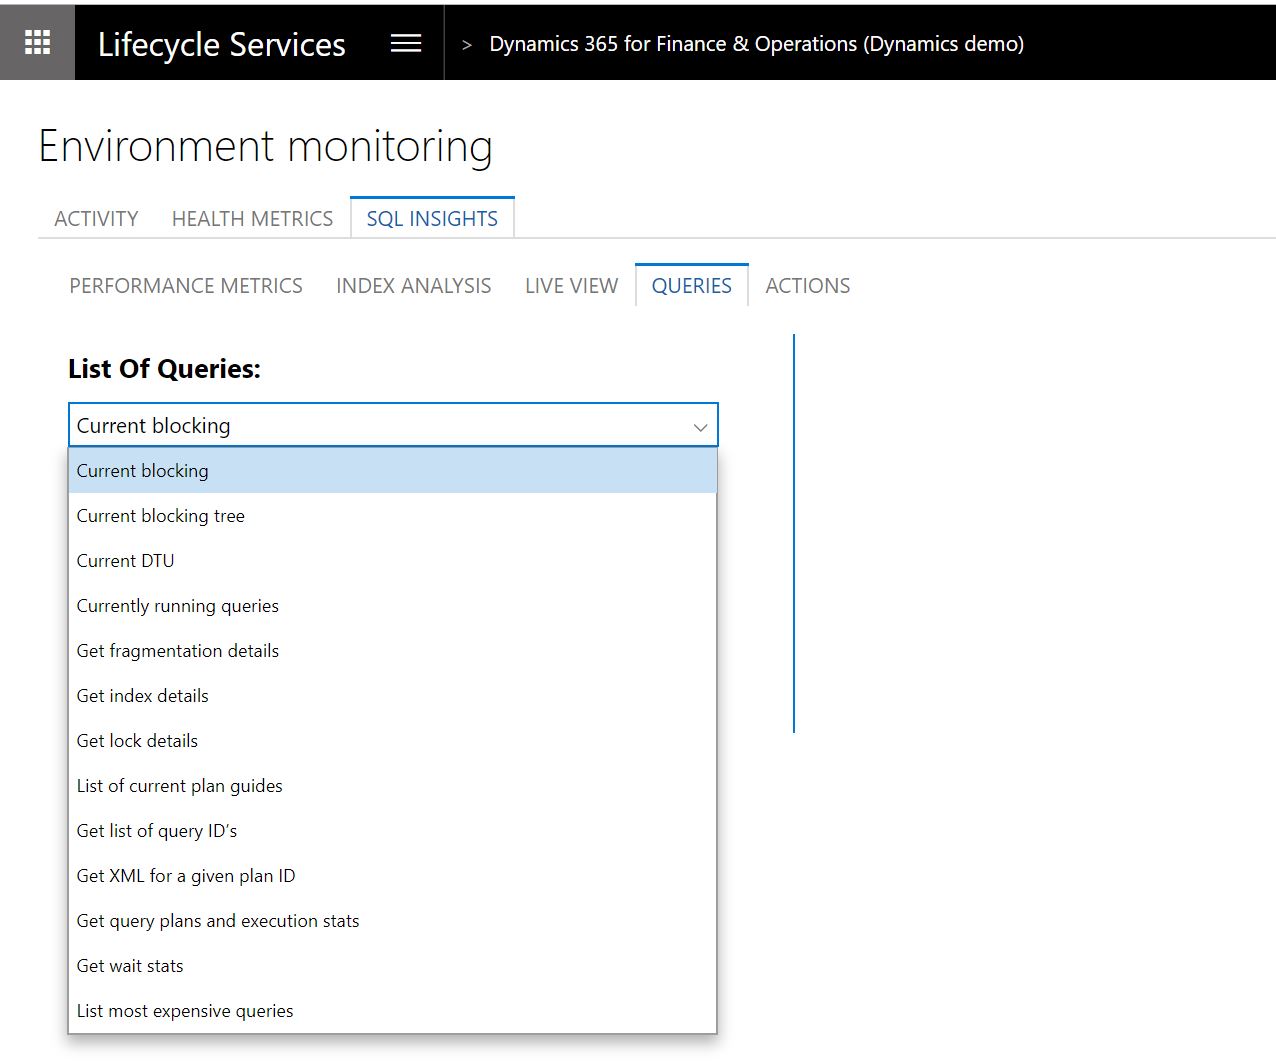 Lifecycle Services > Dynamics 365 for Finance & Operations (Dynamics demo)
Environment monitoring
ACTIVITY HEALTH METRICS SQL INSIGHTS
PERFORMANCE METRICS INDEX ANALYSIS LIVE VIEW QUERIES ACTIONS
List Of Queries:
Current blocking
Current blocking
Current blocking tree
Current DTU
Currently running queries
Get fragmentation details
Get index details
Get lock details
List of current plan guides
Get list of query ID’s
Get XML for a given plan ID
Get query plans and execution stats
Get wait stats
List most expensive queries